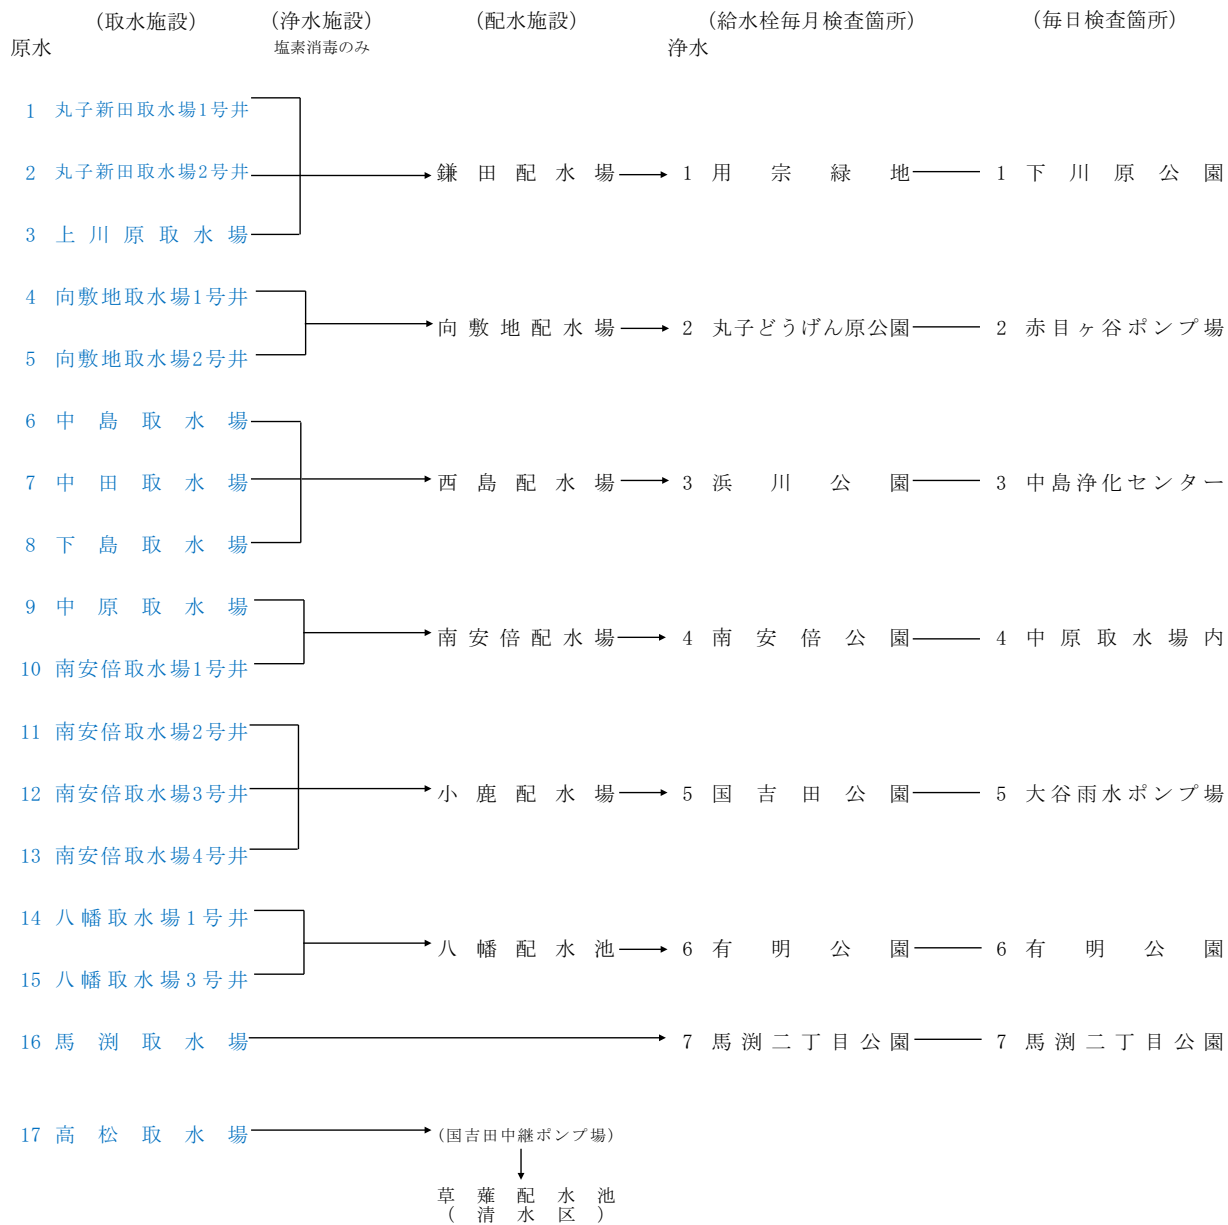 （取水施設） （浄水施設） （配水施設） （給水栓毎月検査箇所） （毎日検査箇所）
原水 塩素消毒のみ 浄水
1 丸子新田取水場1号井
2 丸子新田取水場2号井 鎌田配水場 1 用宗緑地 1 下川原公園
3 上川原取水場
4 向敷地取水場1号井
向敷地配水場 2 丸子どうげん原公園 2 赤目ヶ谷ポンプ場
5 向敷地取水場2号井
6 中島取水場
7 中田取水場 西島配水場 3 浜川公園 3 中島浄化センター
8 下島取水場
9 中原取水場
南安倍配水場 4 南安倍公園 4 中原取水場内
10 南安倍取水場1号井
11 南安倍取水場2号井
12 南安倍取水場3号井 小鹿配水場 5 国吉田公園 5 大谷雨水ポンプ場
13 南安倍取水場4号井
14 八幡取水場1号井
八幡配水池 6 有明公園 6 有明公園
15 八幡取水場3号井
16 馬渕取水場 7 馬渕二丁目公園 7 馬渕二丁目公園
17 高松取水場 （国吉田中継ポンプ場）
草薙配水池
（清水区）